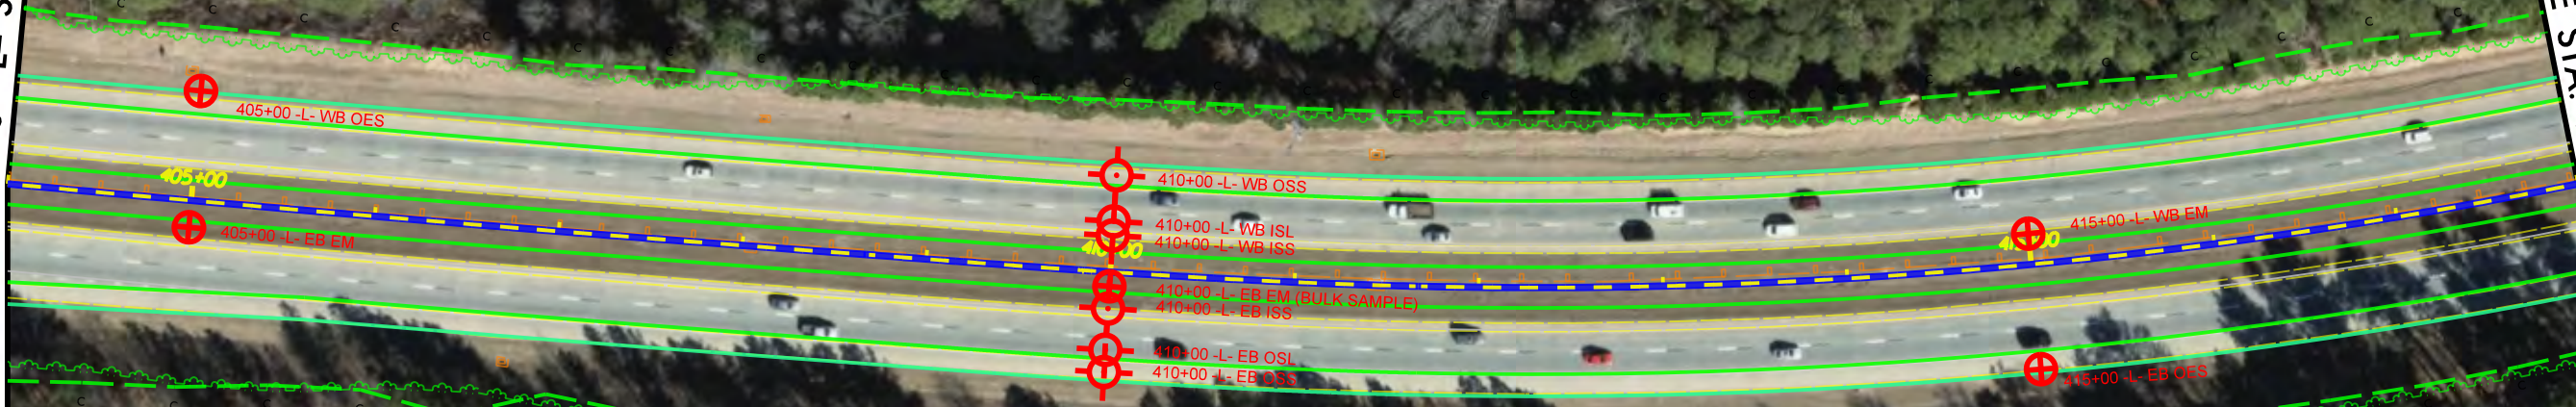 405+00 -L- WB OES
405+00
405+00 -L- EB EM
410+00 -L- WB OSS
410+00 -L- WB ISL
410+00 -L- WB ISS
410+00 -L- EB EM (BULK SAMPLE)
410+00 -L- EB ISS
410+00 -L- EB OSL
410+00 -L- EB OSS
415+00 -L- WB EM
415+00 -L- EB OES
STA.